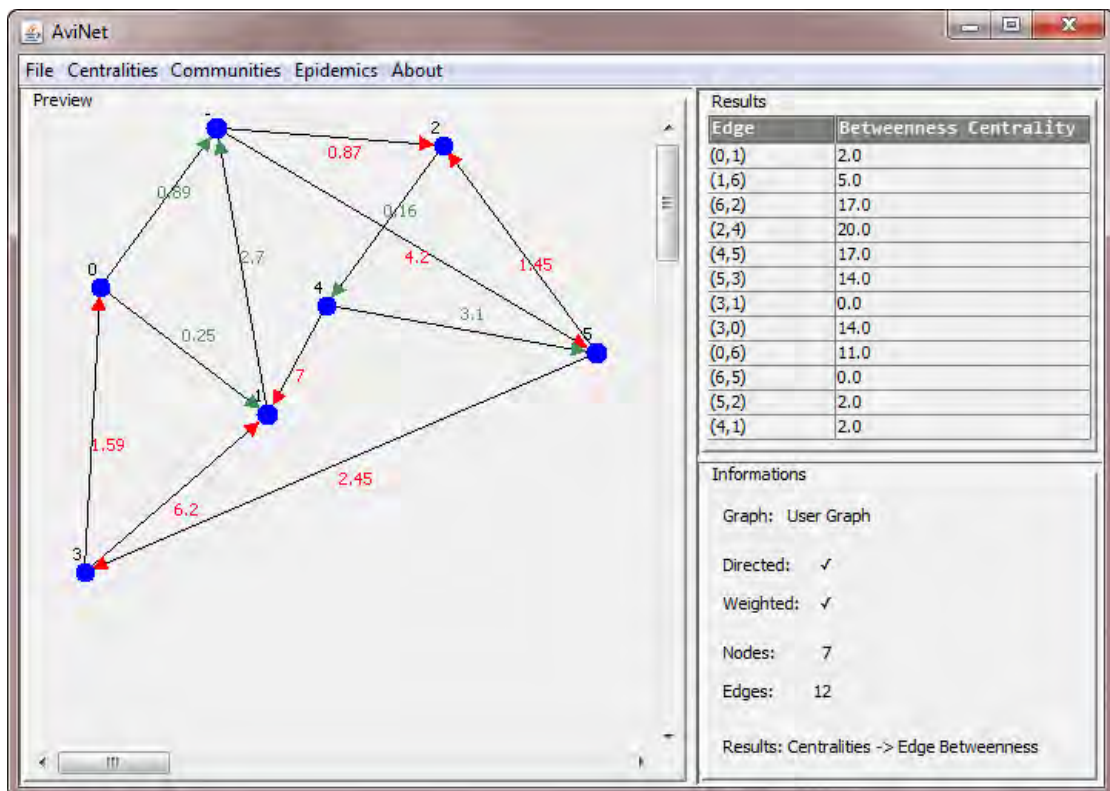 AviNet
File Centralities Communities Epidemics About
Preview
2
0.87
0.89
0.16
2.7
4.2
1.45
0
4
0.25
3.1
5
7
1
1.59
2.45
6.2
3
Results
Edge Betweenness Centrality
(0,1) 2.0
(1,6) 5.0
(6,2) 17.0
(2,4) 20.0
(4,5) 17.0
(5,3) 14.0
(3,1) 0.0
(3,0) 14.0
(0,6) 11.0
(6,5) 0.0
(5,2) 2.0
(4,1) 2.0
Informations
Graph: User Graph
Directed: √
Weighted: √
Nodes: 7
Edges: 12
Results: Centralities -> Edge Betweenness